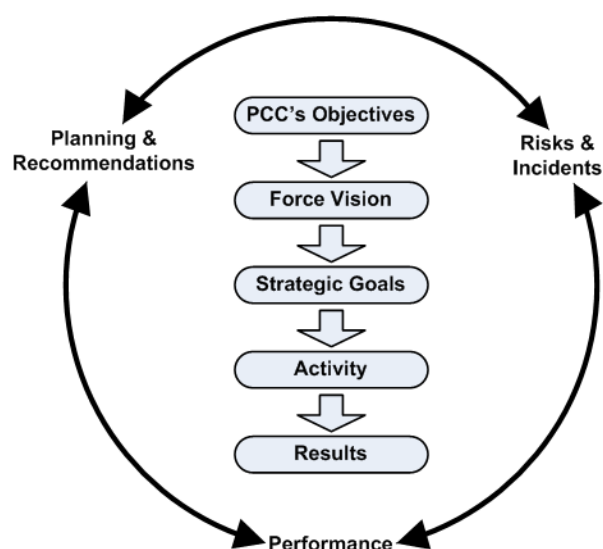 PCC's Objectives
Planning &
Recommendations
Risks &
Incidents
Force Vision
Strategic Goals
Activity
Results
Performance